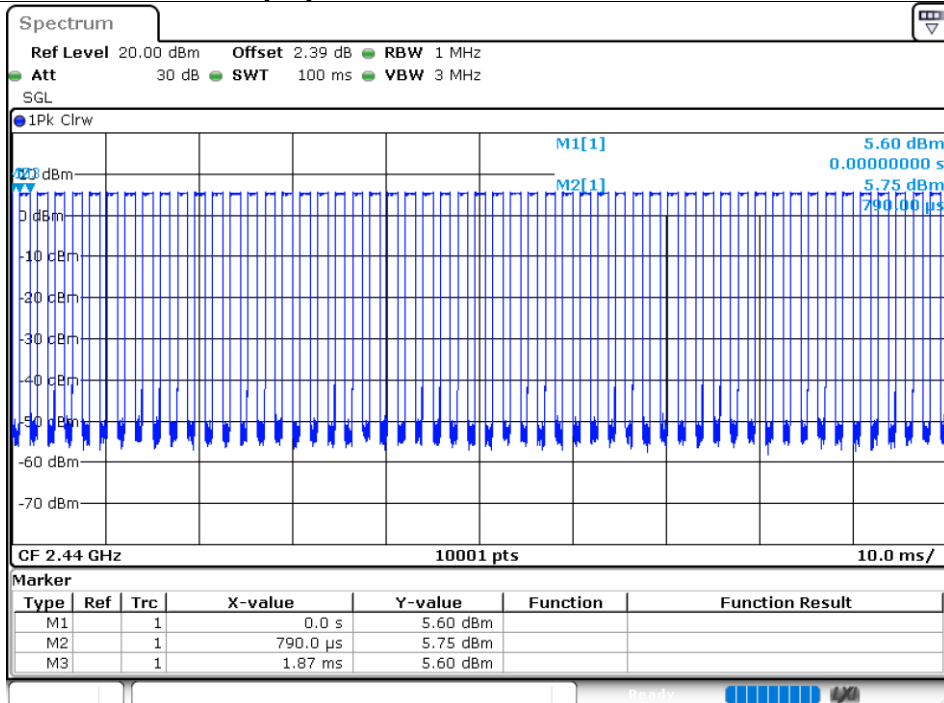 Spectrum
Ref Level 20.00 dBm Offset 2.39 dB RBW 1 MHz
Att 30 dB SWT 100 ms VBW 3 MHz
SGL
1Pk Clrw
M1[1] 5.60 dBm
0.00000000 s
M2[1] 5.75 dBm
790.00 µs
M3
dBm
0 dBm
-10 dBm
-20 dBm
-30 dBm
-40 dBm
-50 dBm
-60 dBm
-70 dBm
CF 2.44 GHz 10001 pts 10.0 ms/
Marker
Type Ref Trc X-value Y-value Function Function Result
M1 1 0.0 s 5.60 dBm
M2 1 790.0 µs 5.75 dBm
M3 1 1.87 ms 5.60 dBm
Ready LXI